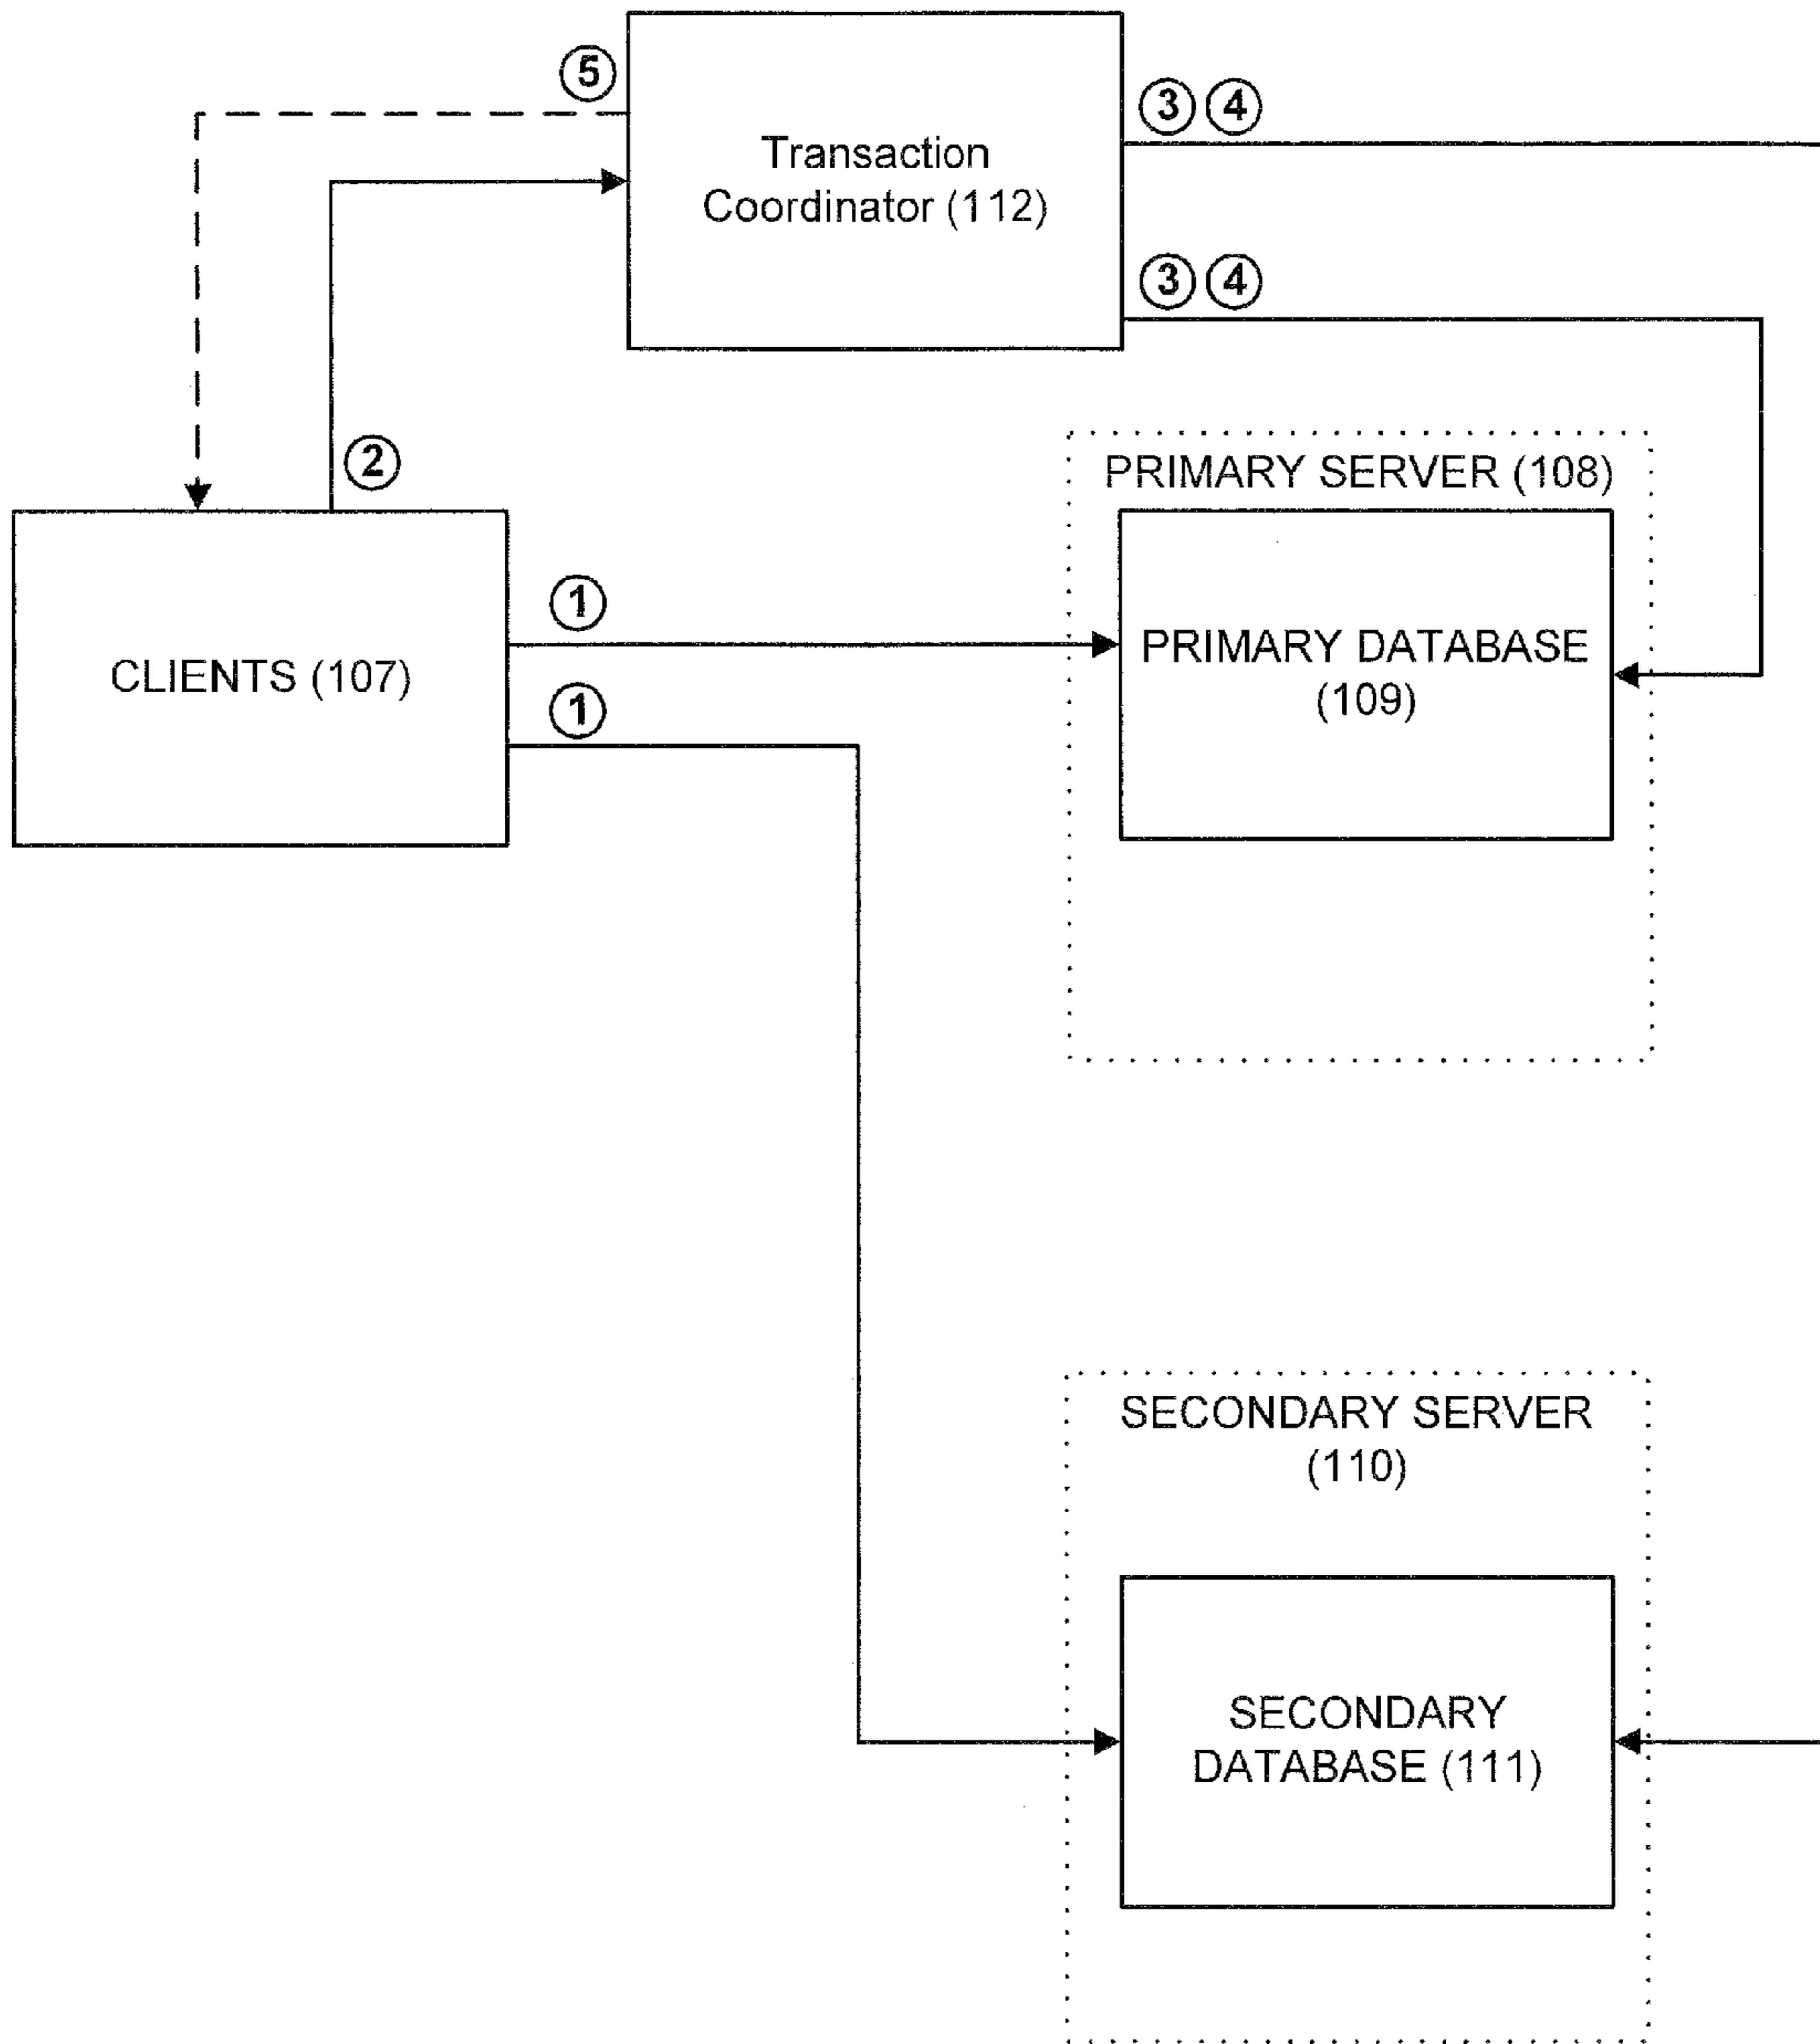 ⑤
③ ④
Transaction
Coordinator (112)
③ ④
②
PRIMARY SERVER (108)
①
CLIENTS (107)
PRIMARY DATABASE
(109)
①
SECONDARY SERVER
(110)
SECONDARY
DATABASE (111)